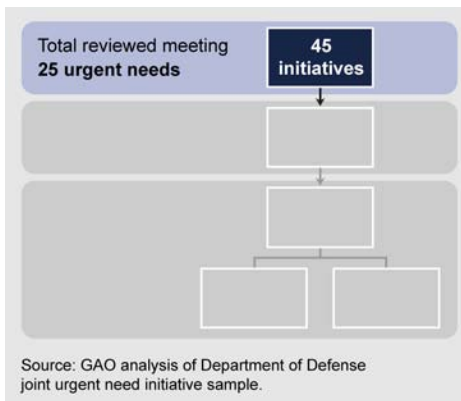 Total reviewed meeting
25 urgent needs
45
initiatives
Source: GAO analysis of Department of Defense
joint urgent need initiative sample.